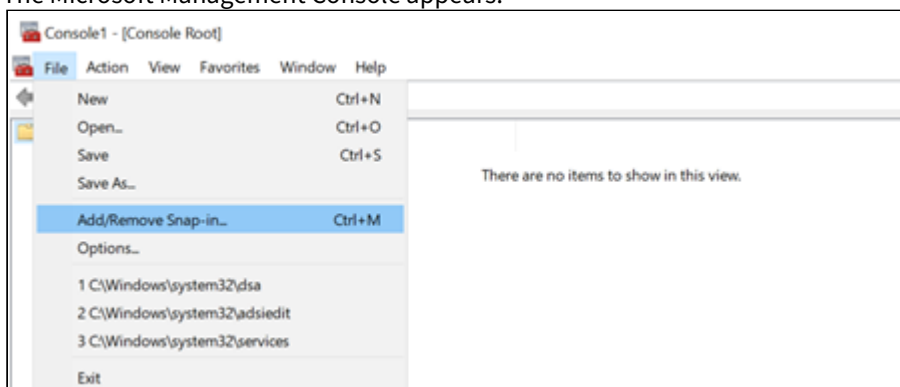 The Microsoft Management Console appears.
Console1 - [Console Root]
File Action View Favorites Window Help
New Ctrl+N
Open... Ctrl+O
Save Ctrl+S
Save As...
There are no items to show in this view.
Add/Remove Snap-in... Ctrl+M
Options...
1 C:\Windows\system32\dsa
2 C:\Windows\system32\adsiedit
3 C:\Windows\system32\services
Exit